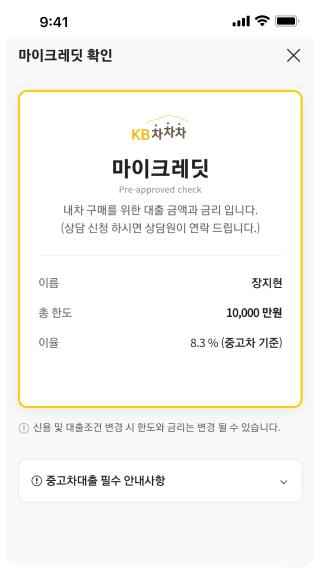 9:41
마이크레딧 확인
KB차차차
마이크레딧
Pre-approved check
내차 구매를 위한 대출 금액과 금리 입니다.
(상담 신청 하시면 상담원이 연락 드립니다.)
이름 장지현
총 한도 10,000 만원
이율 8.3 % (중고차 기준)
신용 및 대출조건 변경 시 한도와 금리는 변경 될 수 있습니다.
중고차대출 필수 안내사항